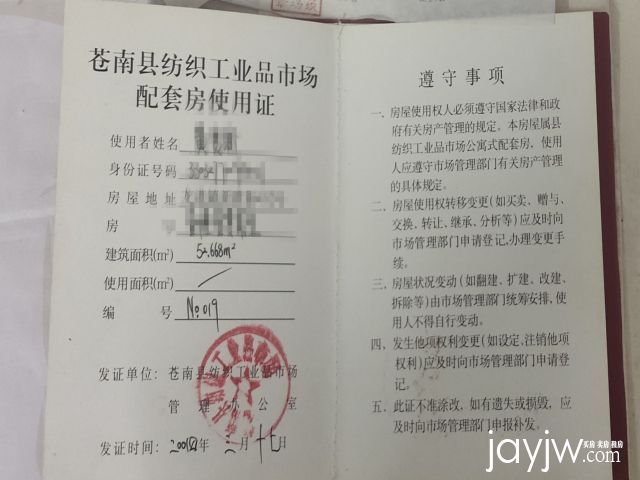 苍南县纺织工业品市场
配套房使用证
使用者姓名
身份证号码
房屋地址
房 号
建筑面积(m²) 52.668m²
使用面积(m²) /
编 号 No 019
发证单位：苍南县纺织工业品市场
管理办公室
发证时间： 年 月 十七日
遵守事项
一、房屋使用权人必须遵守国家法律和政
府有关房产管理的规定。本房屋属县
纺织工业品市场公寓式配套房，使用
人应遵守市场管理部门有关房产管理
的具体规定。
二、房屋使用权转移变更(如买卖、赠与、
交换、转让、继承、分析等)应及时向
市场管理部门申请登记,办理变更手
续。
三、房屋状况变动(如翻建、扩建、改建、
拆除等)由市场管理部门统筹安排,使
用人不得自行变动。
四、发生他项权利变更(如设定、注销他项
权利)应及时向市场管理部门申请登
记。
五、此证不准涂改，如有遗失或损毁，应
及时向市场管理部门申报补发。
买房 卖房 租房
jayjw.com